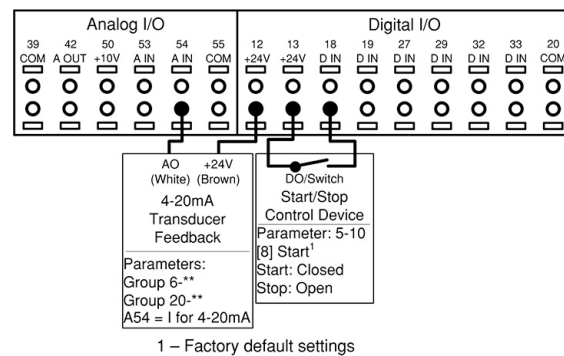 Analog I/O Digital I/O
39 42 50 53 54 55 12 13 18 19 27 29 32 33 20
COM A OUT +10V A IN A IN COM +24V +24V D IN D IN D IN D IN D IN D IN COM
AO +24V
(White) (Brown)
4-20mA
Transducer
Feedback
Parameters:
Group 6-**
Group 20-**
A54 = I for 4-20mA
DO/Switch
Start/Stop
Control Device
Parameter: 5-10
[8] Start¹
Start: Closed
Stop: Open
1 – Factory default settings